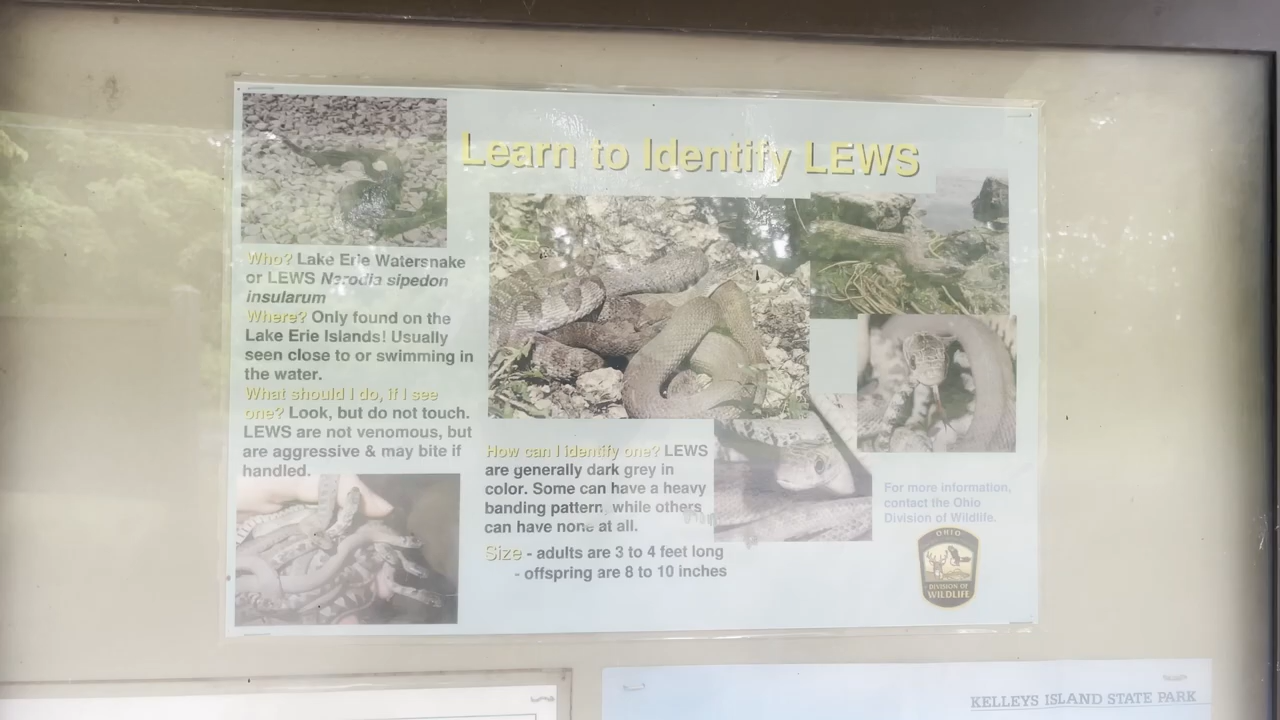 Learn to Identify LEWS
Who? Lake Erie Watersnake
or LEWS Nerodia sipedon
insularum
Where? Only found on the
Lake Erie Islands! Usually
seen close to or swimming in
the water.
What should I do, if I see
one? Look, but do not touch.
LEWS are not venomous, but
are aggressive & may bite if
handled.
How can I identify one? LEWS
are generally dark grey in
color. Some can have a heavy
banding pattern, while others
can have none at all.
Size - adults are 3 to 4 feet long
- offspring are 8 to 10 inches
For more information,
contact the Ohio
Division of Wildlife.
OHIO
DIVISION OF
WILDLIFE
KELLEYS ISLAND STATE PARK